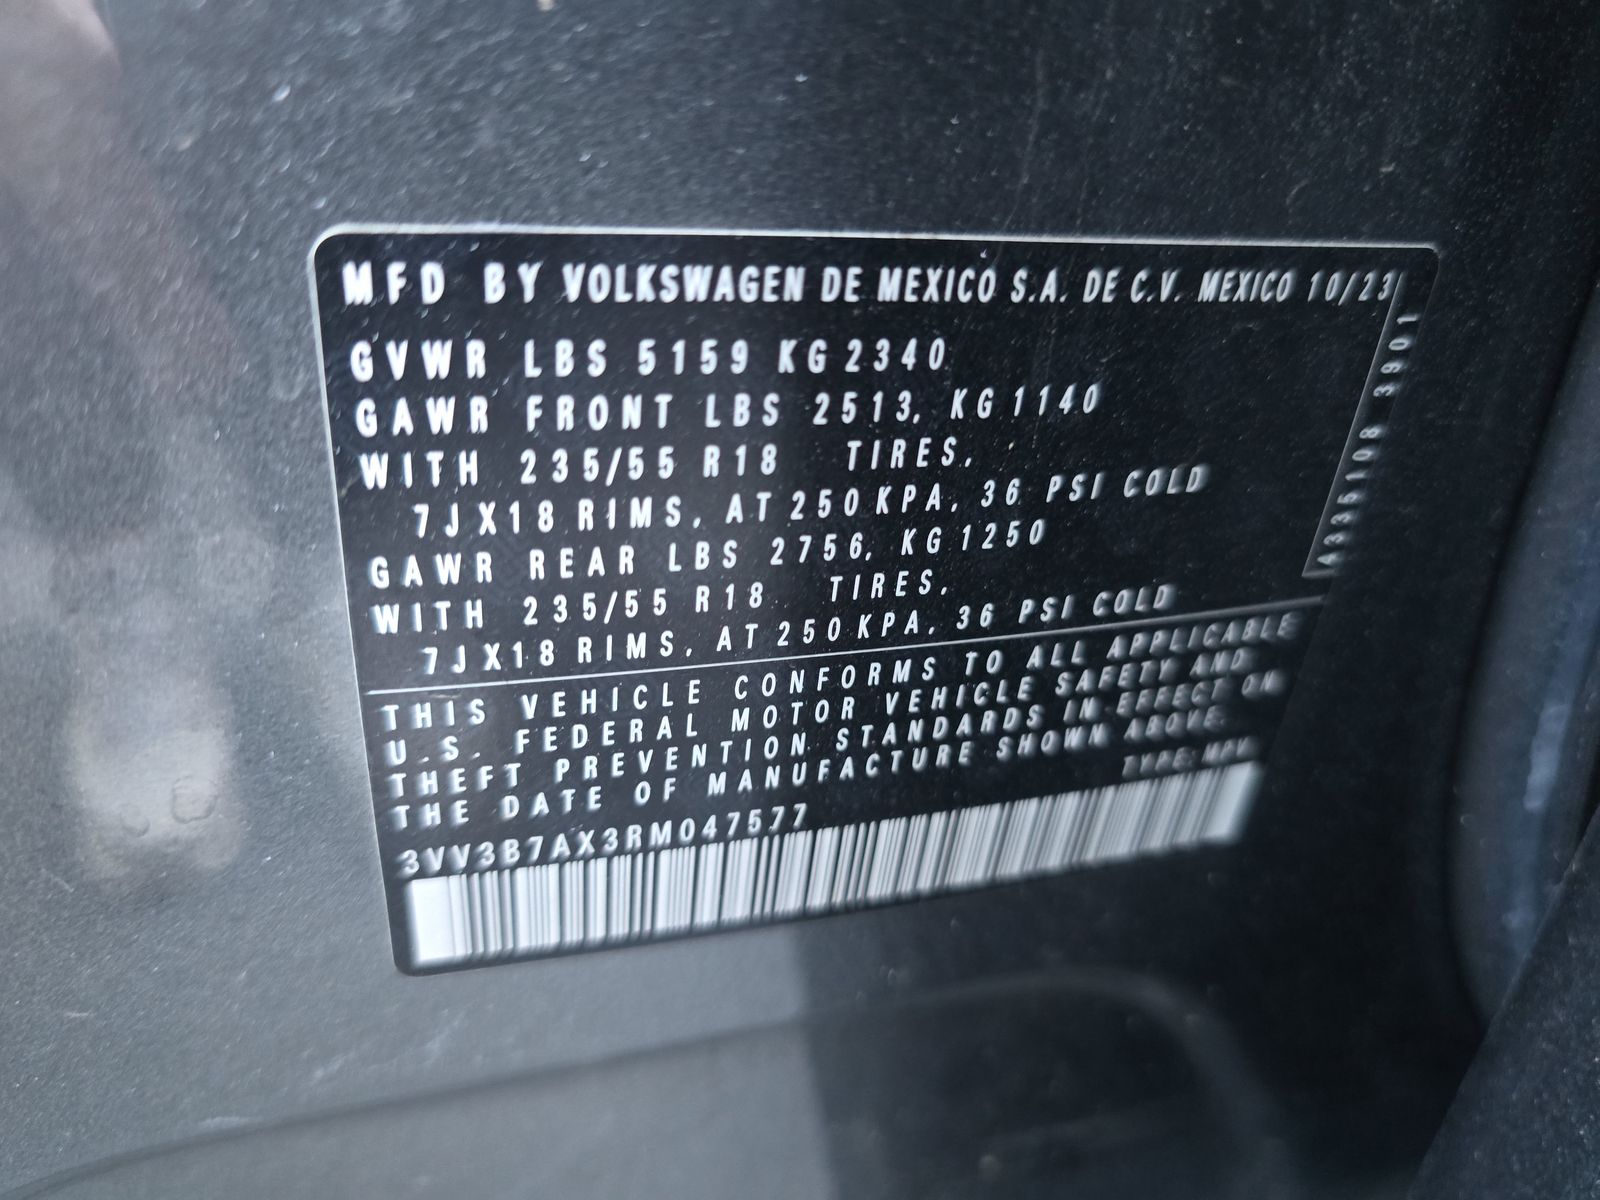 MFD BY VOLKSWAGEN DE MEXICO S.A. DE C.V. MEXICO 10/23
GVWR LBS 5159 KG 2340
GAWR FRONT LBS 2513, KG 1140
WITH 235/55 R18 TIRES,
7JX18 RIMS, AT 250 KPA, 36 PSI COLD
GAWR REAR LBS 2756, KG 1250
WITH 235/55 R18 TIRES,
7JX18 RIMS, AT 250 KPA, 36 PSI COLD
4335108 3901
THIS VEHICLE CONFORMS TO ALL APPLICABLE
U.S. FEDERAL MOTOR VEHICLE SAFETY AND
THEFT PREVENTION STANDARDS IN EFFECT ON
THE DATE OF MANUFACTURE SHOWN ABOVE.
TYPE: MPV
3VV3B7AX3RM047577